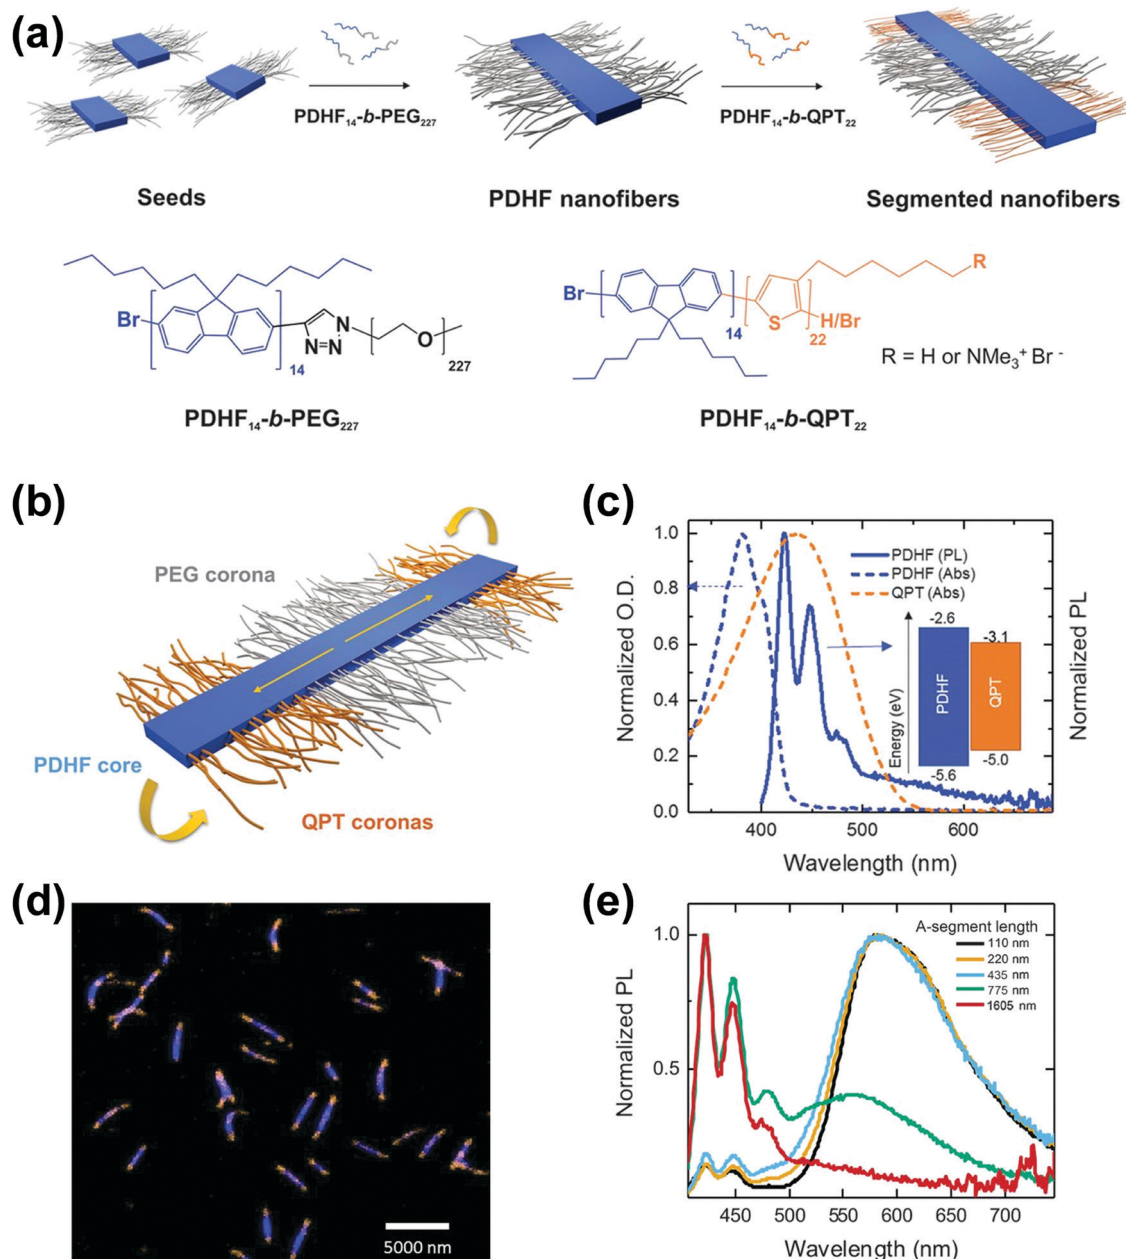 (a)
PDHF₁₄-b-PEG₂₂₇
PDHF₁₄-b-QPT₂₂
Seeds
PDHF nanofibers
Segmented nanofibers
Br
14
N=N
N
O
227
Br
14
S
22
H/Br
R
R = H or NMe₃⁺ Br⁻
PDHF₁₄-b-PEG₂₂₇
PDHF₁₄-b-QPT₂₂
(b)
PEG corona
PDHF core
QPT coronas
(c)
Normalized O.D.
1.0
0.8
0.6
0.4
0.2
0.0
400
500
600
Wavelength (nm)
PDHF (PL)
PDHF (Abs)
QPT (Abs)
Energy (eV)
-2.6
-3.1
PDHF
QPT
-5.0
-5.6
Normalized PL
(d)
5000 nm
(e)
Normalized PL
1.0
0.5
A-segment length
110 nm
220 nm
435 nm
775 nm
1605 nm
450
500
550
600
650
700
Wavelength (nm)